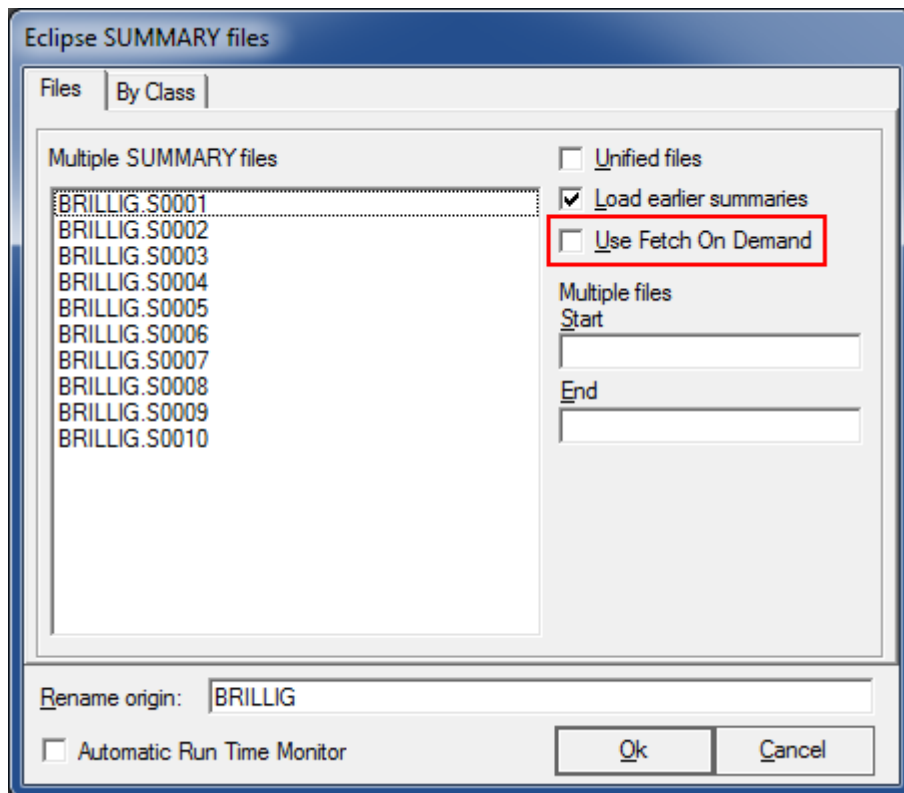 Eclipse SUMMARY files
Files
By Class
Multiple SUMMARY files
BRILLIG.S0001
BRILLIG.S0002
BRILLIG.S0003
BRILLIG.S0004
BRILLIG.S0005
BRILLIG.S0006
BRILLIG.S0007
BRILLIG.S0008
BRILLIG.S0009
BRILLIG.S0010
Unified files
Load earlier summaries
Use Fetch On Demand
Multiple files
Start
End
Rename origin: BRILLIG
Automatic Run Time Monitor
Ok
Cancel